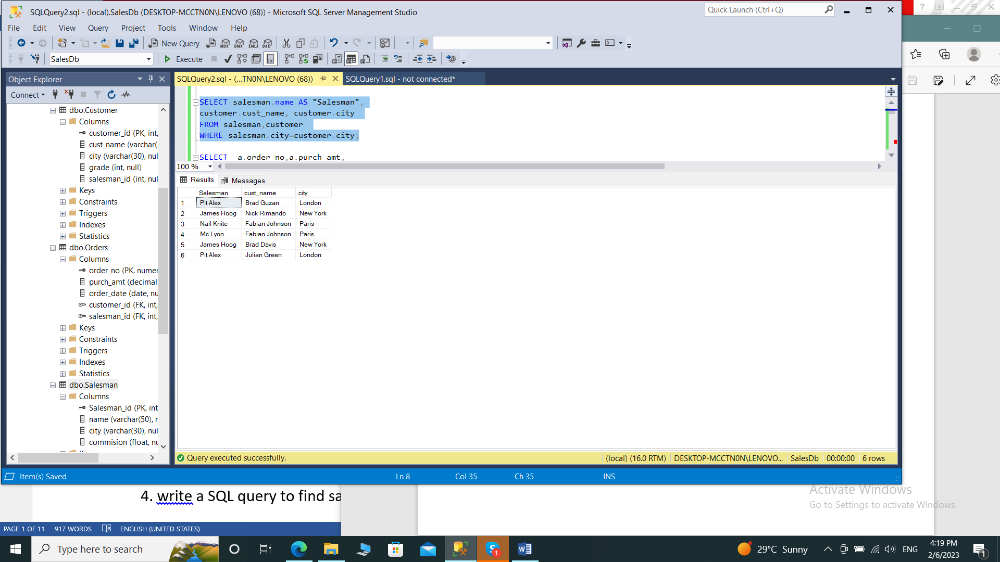 SQLQuery2.sql - (local).SalesDb (DESKTOP-MCCTN0N\LENOVO (68)) - Microsoft SQL Server Management Studio
Quick Launch (Ctrl+Q)
File Edit View Query Project Tools Window Help
New Query MDX DMX XMLA DAX
SalesDb Execute
Object Explorer
SQLQuery2.sql - (...TN0N\LENOVO (68)) SQLQuery1.sql - not connected*
Connect
dbo.Customer
Columns
customer_id (PK, int,
cust_name (varchar(
city (varchar(30), nul
grade (int, null)
salesman_id (int, nul
Keys
Constraints
Triggers
Indexes
Statistics
dbo.Orders
Columns
order_no (PK, numer
purch_amt (decimal
order_date (date, nu
customer_id (FK, int,
salesman_id (FK, int,
Keys
Constraints
Triggers
Indexes
Statistics
dbo.Salesman
Columns
Salesman_id (PK, int
name (varchar(50), r
city (varchar(30), nul
commision (float, nu
SELECT salesman.name AS "Salesman",
customer.cust_name, customer.city
FROM salesman,customer
WHERE salesman.city=customer.city;
SELECT a.order_no,a.purch_amt,
100 %
Results Messages
Salesman cust_name city
1 Pit Alex Brad Guzan London
2 James Hoog Nick Rimando New York
3 Nail Knite Fabian Johnson Paris
4 Mc Lyon Fabian Johnson Paris
5 James Hoog Brad Davis New York
6 Pit Alex Julian Green London
Query executed successfully. (local) (16.0 RTM) DESKTOP-MCCTN0N\LENOVO... SalesDb 00:00:00 6 rows
Item(s) Saved Ln 8 Col 35 Ch 35 INS
4. write a SQL query to find sa
Activate Windows
Go to Settings to activate Windows.
PAGE 1 OF 11 917 WORDS ENGLISH (UNITED STATES)
Type here to search
1
29°C Sunny ENG
4:19 PM
2/6/2023
1